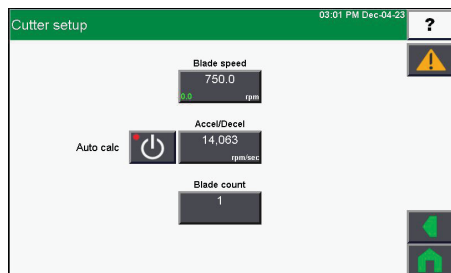 Cutter setup
03:01 PM Dec-04-23
?
Blade speed
750.0
0.0 rpm
Accel/Decel
Auto calc
14,063
rpm/sec
Blade count
1